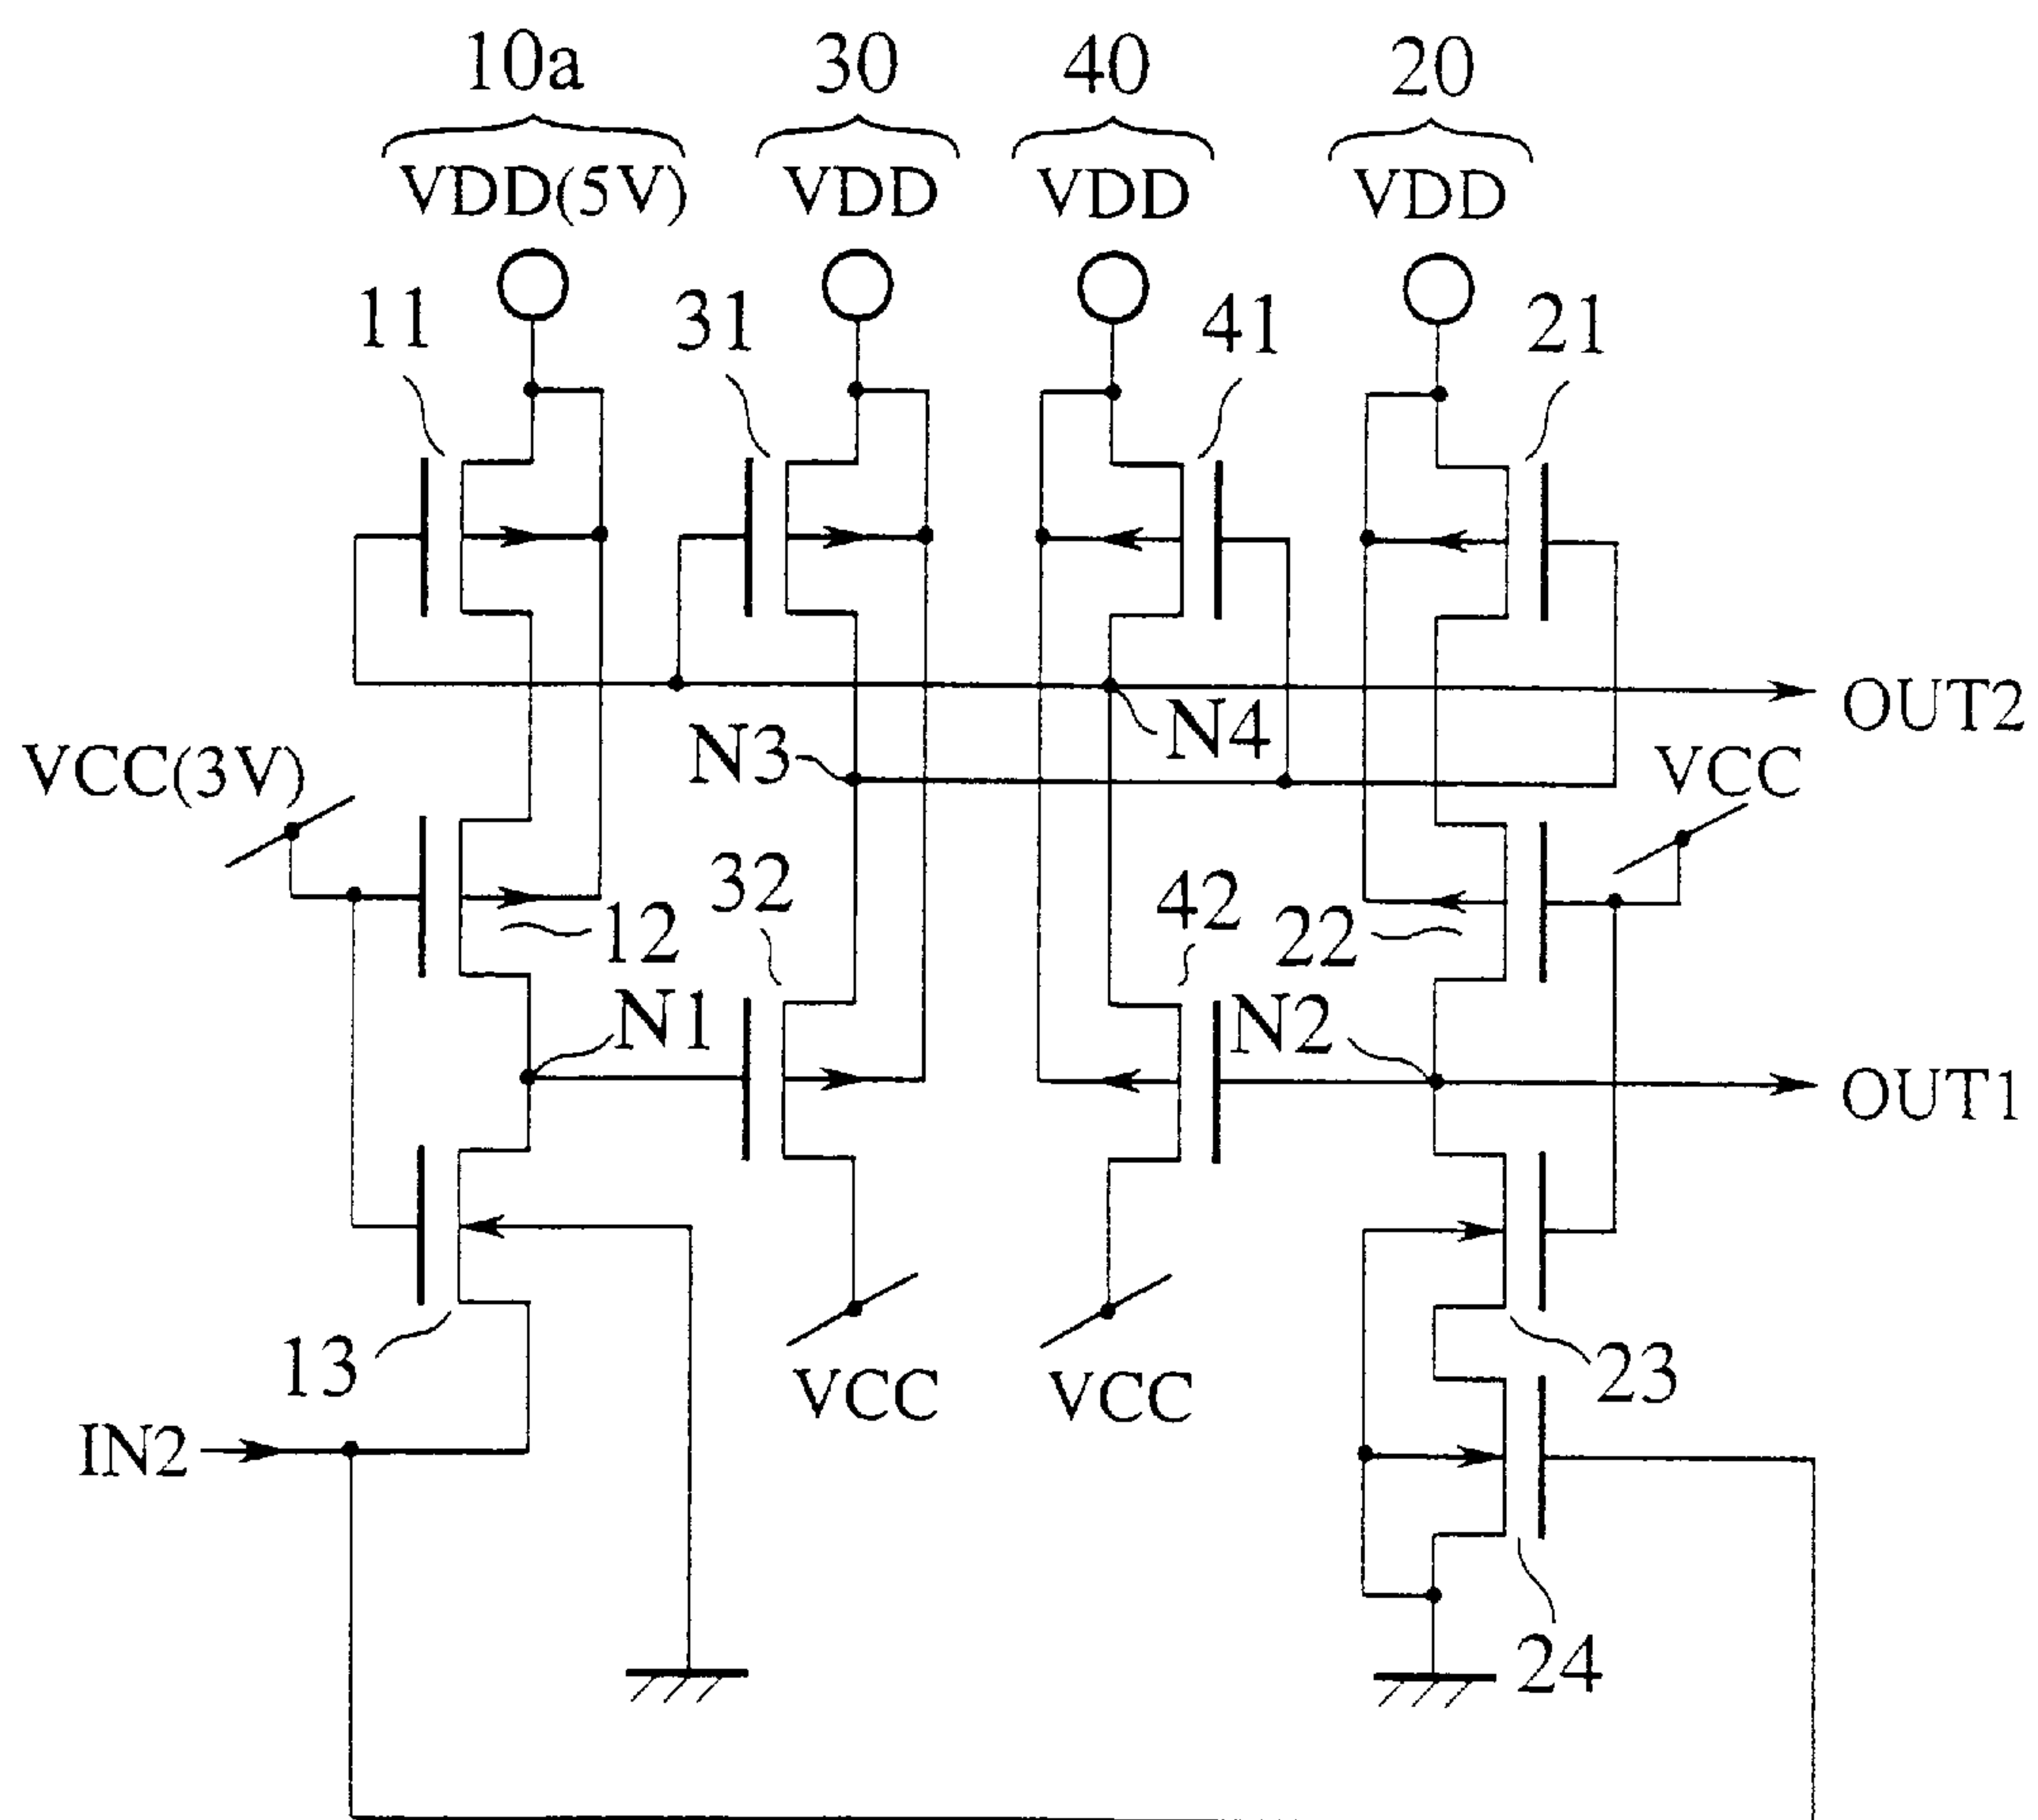 10a 30 40 20
VDD(5V) VDD VDD VDD
11 31 41 21
OUT2
N3 N4
VCC(3V) VCC
32 42
12 22
N1 N2
OUT1
13 23
VCC VCC
IN2
24